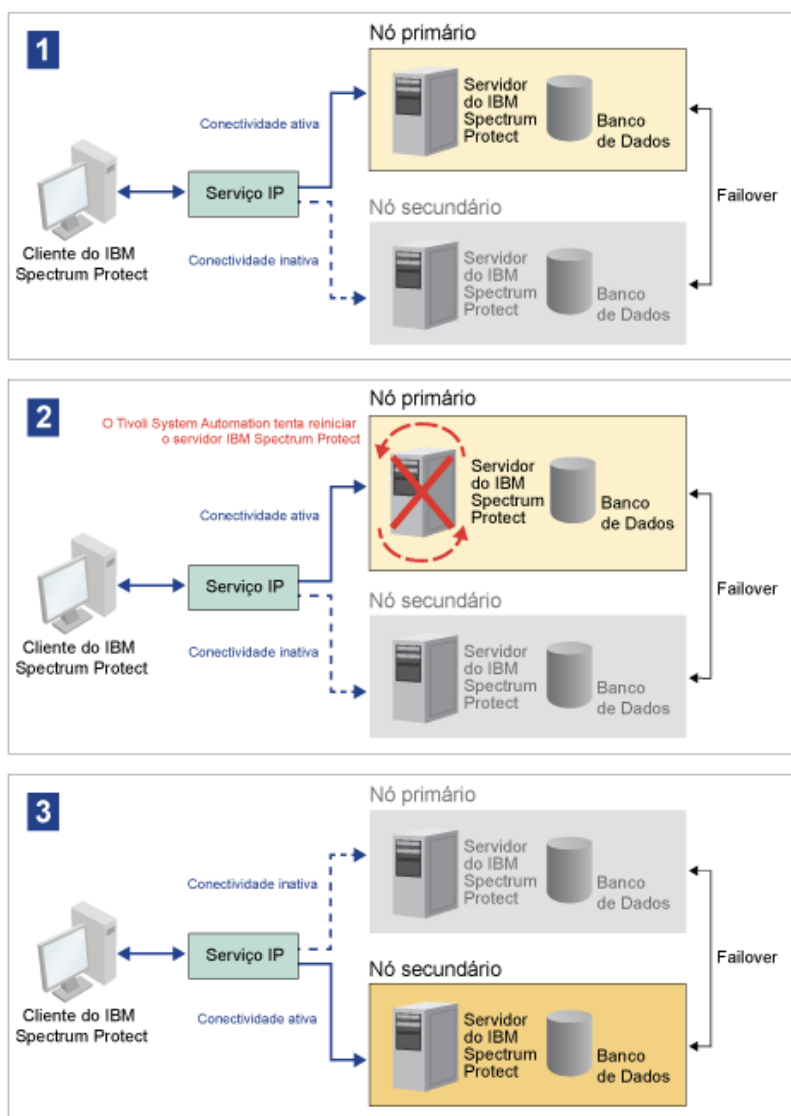 1
Nó primário
Servidor
do IBM
Spectrum
Protect
Banco
de Dados
Conectividade ativa
Serviço IP
Failover
Cliente do IBM
Spectrum Protect
Conectividade inativa
Nó secundário
Servidor
do IBM
Spectrum
Protect
Banco
de Dados
2
Nó primário
O Tivoli System Automation tenta reiniciar
o servidor IBM Spectrum Protect
Servidor
do IBM
Spectrum
Protect
Banco
de Dados
Conectividade ativa
Serviço IP
Failover
Cliente do IBM
Spectrum Protect
Conectividade inativa
Nó secundário
Servidor
do IBM
Spectrum
Protect
Banco
de Dados
3
Nó primário
Servidor
do IBM
Spectrum
Protect
Banco
de Dados
Conectividade inativa
Serviço IP
Failover
Cliente do IBM
Spectrum Protect
Conectividade ativa
Nó secundário
Servidor
do IBM
Spectrum
Protect
Banco
de Dados